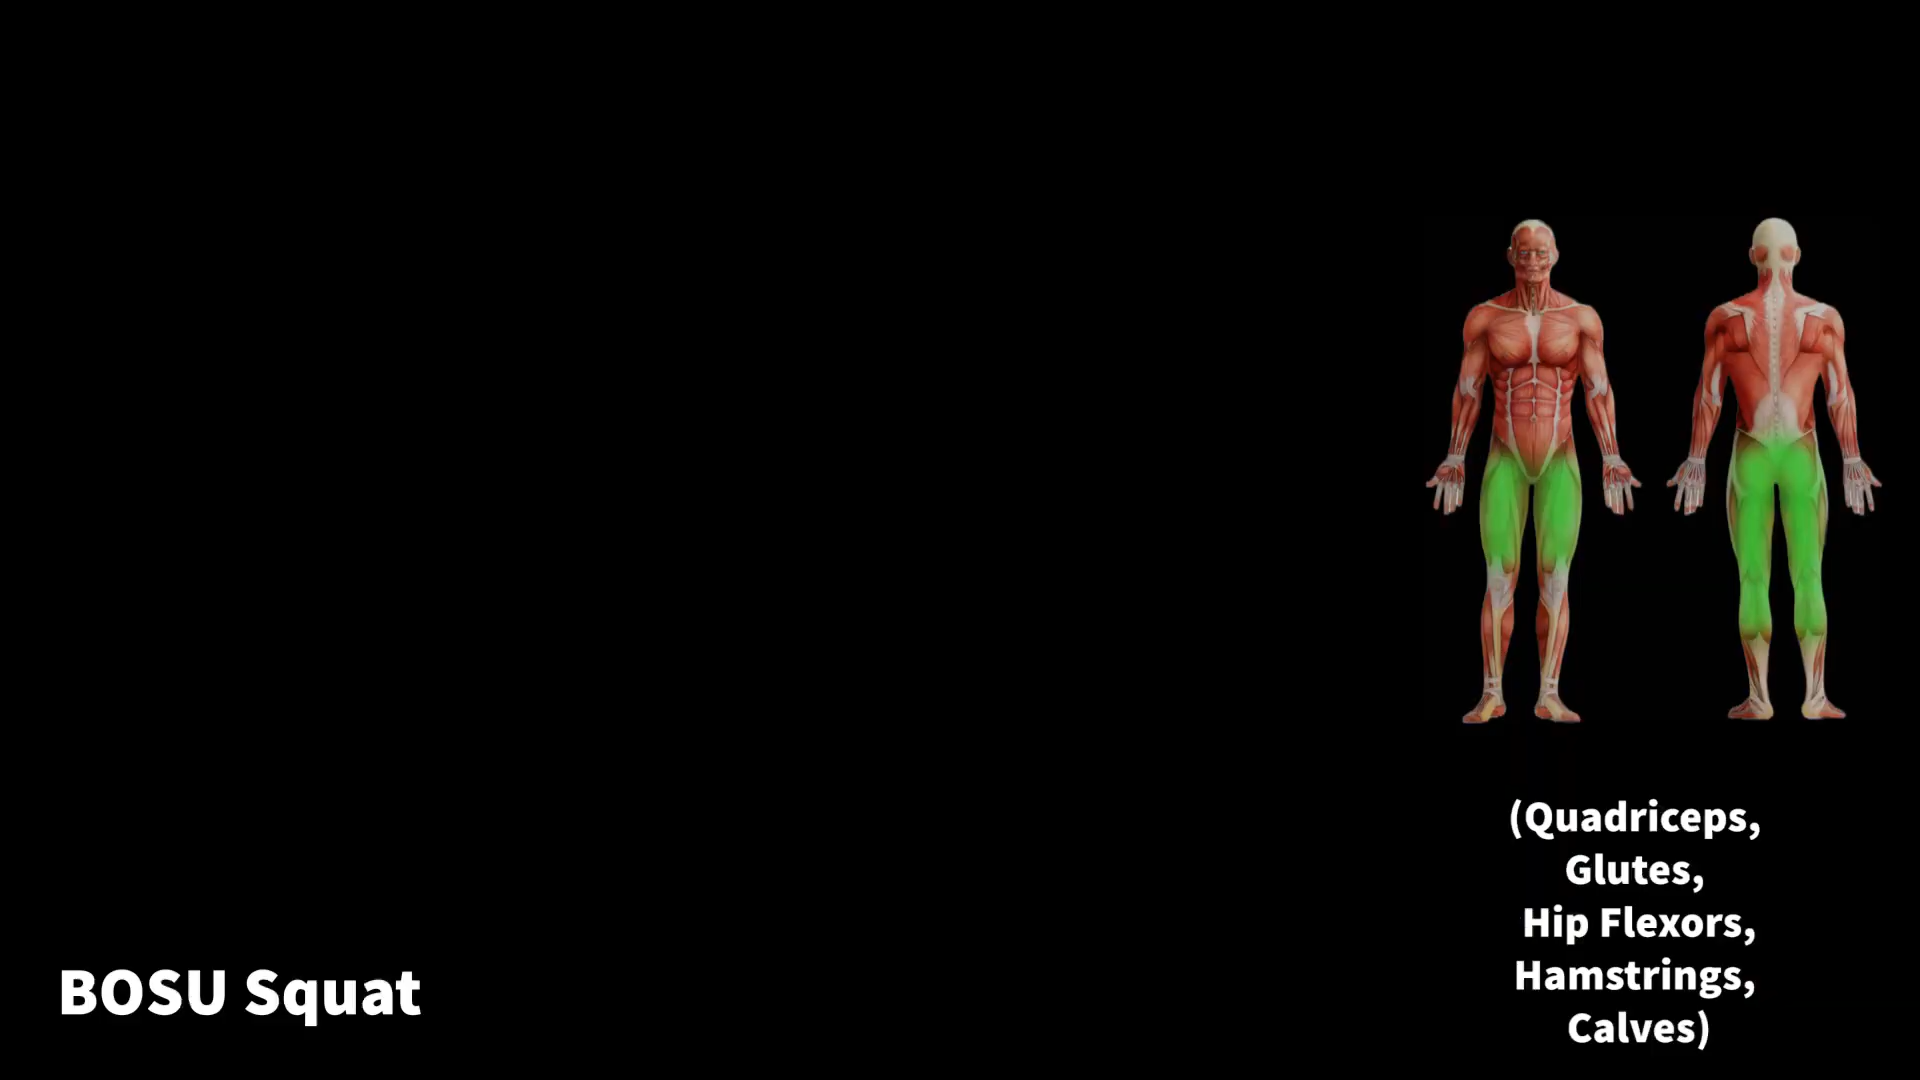 (Quadriceps,
Glutes,
Hip Flexors,
Hamstrings,
Calves)
BOSU Squat